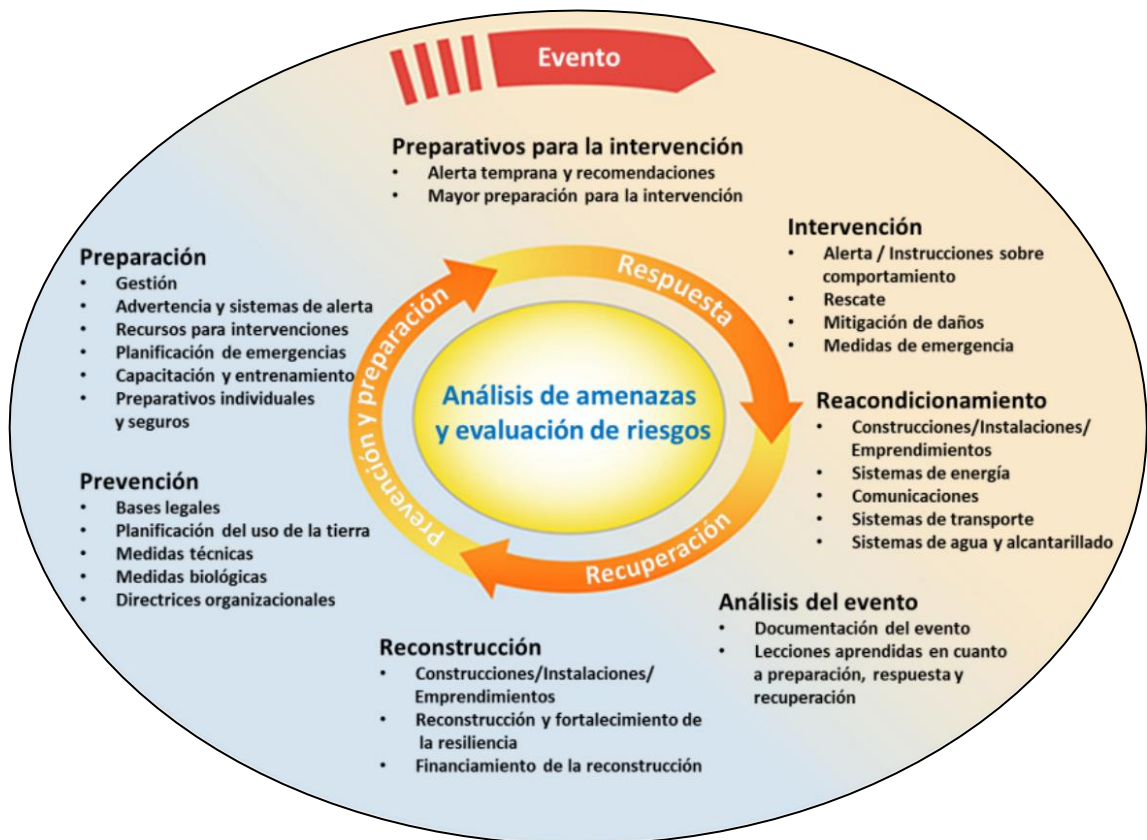 Evento
Preparativos para la intervención
• Alerta temprana y recomendaciones
• Mayor preparación para la intervención
Intervención
• Alerta / Instrucciones sobre
comportamiento
• Rescate
• Mitigación de daños
• Medidas de emergencia
Reacondicionamiento
• Construcciones/Instalaciones/
Emprendimientos
• Sistemas de energía
• Comunicaciones
• Sistemas de transporte
• Sistemas de agua y alcantarillado
Análisis del evento
• Documentación del evento
• Lecciones aprendidas en cuanto
a preparación, respuesta y
recuperación
Reconstrucción
• Construcciones/Instalaciones/
Emprendimientos
• Reconstrucción y fortalecimiento de
la resiliencia
• Financiamiento de la reconstrucción
Prevención
• Bases legales
• Planificación del uso de la tierra
• Medidas técnicas
• Medidas biológicas
• Directrices organizacionales
Preparación
• Gestión
• Advertencia y sistemas de alerta
• Recursos para intervenciones
• Planificación de emergencias
• Capacitación y entrenamiento
• Preparativos individuales
y seguros
Respuesta
Recuperación
Prevención y preparación
Análisis de amenazas
y evaluación de riesgos